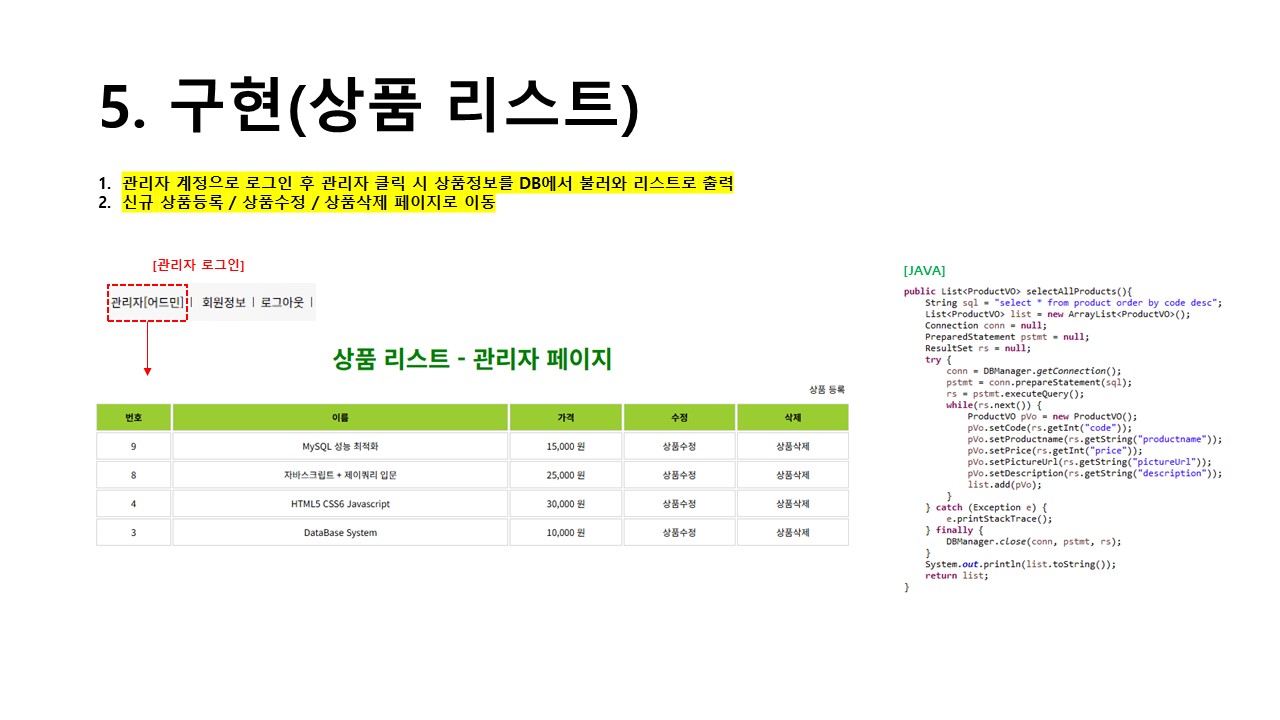 5. 구현(상품 리스트)
1. 관리자 계정으로 로그인 후 관리자 클릭 시 상품정보를 DB에서 불러와 리스트로 출력
2. 신규 상품등록 / 상품수정 / 상품삭제 페이지로 이동
[관리자 로그인]
관리자[어드민] | 회원정보 | 로그아웃 |
상품 리스트 - 관리자 페이지
상품 등록
번호 이름 가격 수정 삭제
9 MySQL 성능 최적화 15,000 원 상품수정 상품삭제
8 자바스크립트 + 제이쿼리 입문 25,000 원 상품수정 상품삭제
4 HTML5 CSS6 Javascript 30,000 원 상품수정 상품삭제
3 DataBase System 10,000 원 상품수정 상품삭제
[JAVA]
public List<ProductVO> selectAllProducts(){
String sql = "select * from product order by code desc";
List<ProductVO> list = new ArrayList<ProductVO>();
Connection conn = null;
PreparedStatement pstmt = null;
ResultSet rs = null;
try {
conn = DBManager.getConnection();
pstmt = conn.prepareStatement(sql);
rs = pstmt.executeQuery();
while(rs.next()) {
ProductVO pVo = new ProductVO();
pVo.setCode(rs.getInt("code"));
pVo.setProductname(rs.getString("productname"));
pVo.setPrice(rs.getInt("price"));
pVo.setPictureUrl(rs.getString("pictureUrl"));
pVo.setDescription(rs.getString("description"));
list.add(pVo);
}
} catch (Exception e) {
e.printStackTrace();
} finally {
DBManager.close(conn, pstmt, rs);
}
System.out.println(list.toString());
return list;
}